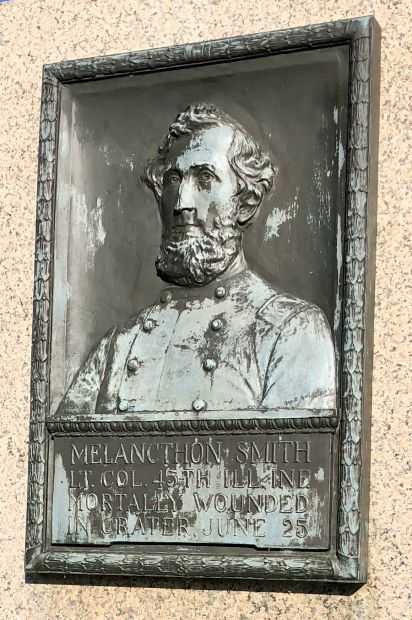 MELANCTHON SMITH
LT. COL. 45TH ILL. INF.
MORTALLY WOUNDED
IN CRATER, JUNE 25